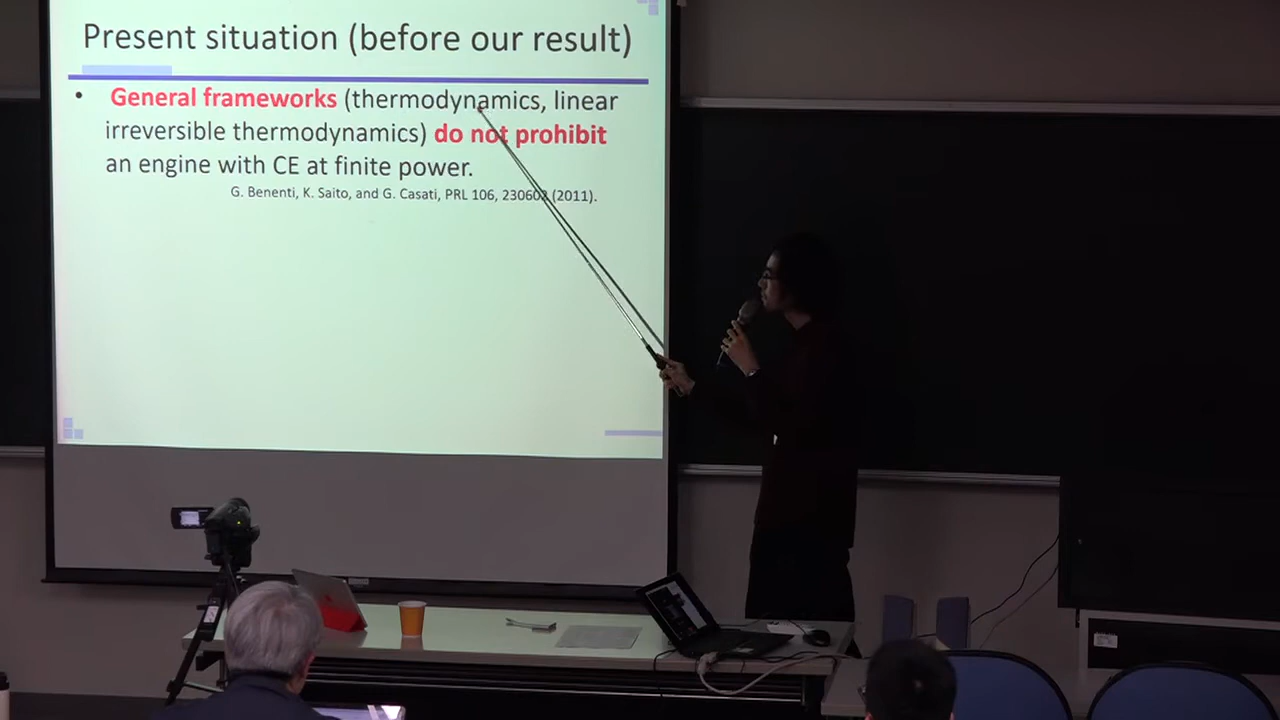 Present situation (before our result)
• General frameworks (thermodynamics, linear
irreversible thermodynamics) do not prohibit
an engine with CE at finite power.
G. Benenti, K. Saito, and G. Casati, PRL 106, 230602 (2011).